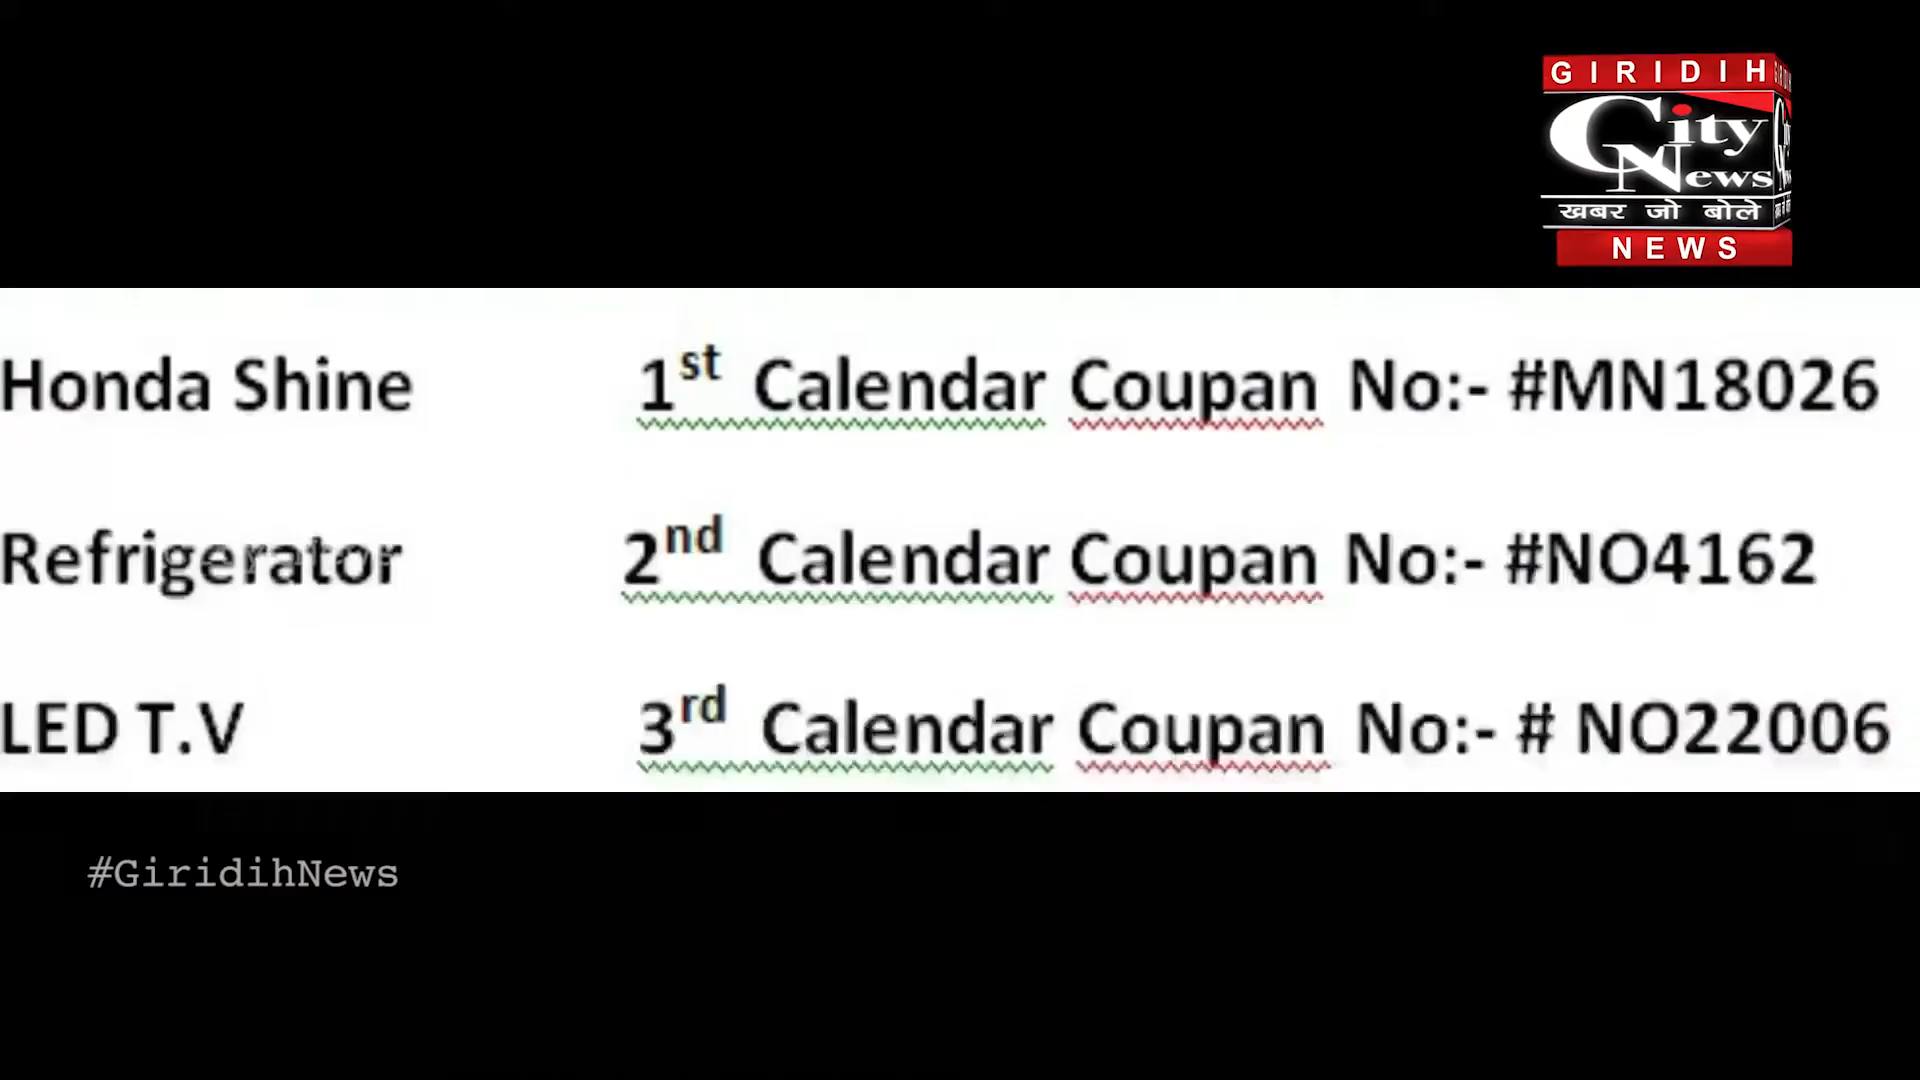 GIRIDIH
City
News
खबर जो बोले
NEWS
Honda Shine 1st Calendar Coupan No:- #MN18026
Refrigerator 2nd Calendar Coupan No:- #NO4162
LED T.V 3rd Calendar Coupan No:- # NO22006
#GiridihNews